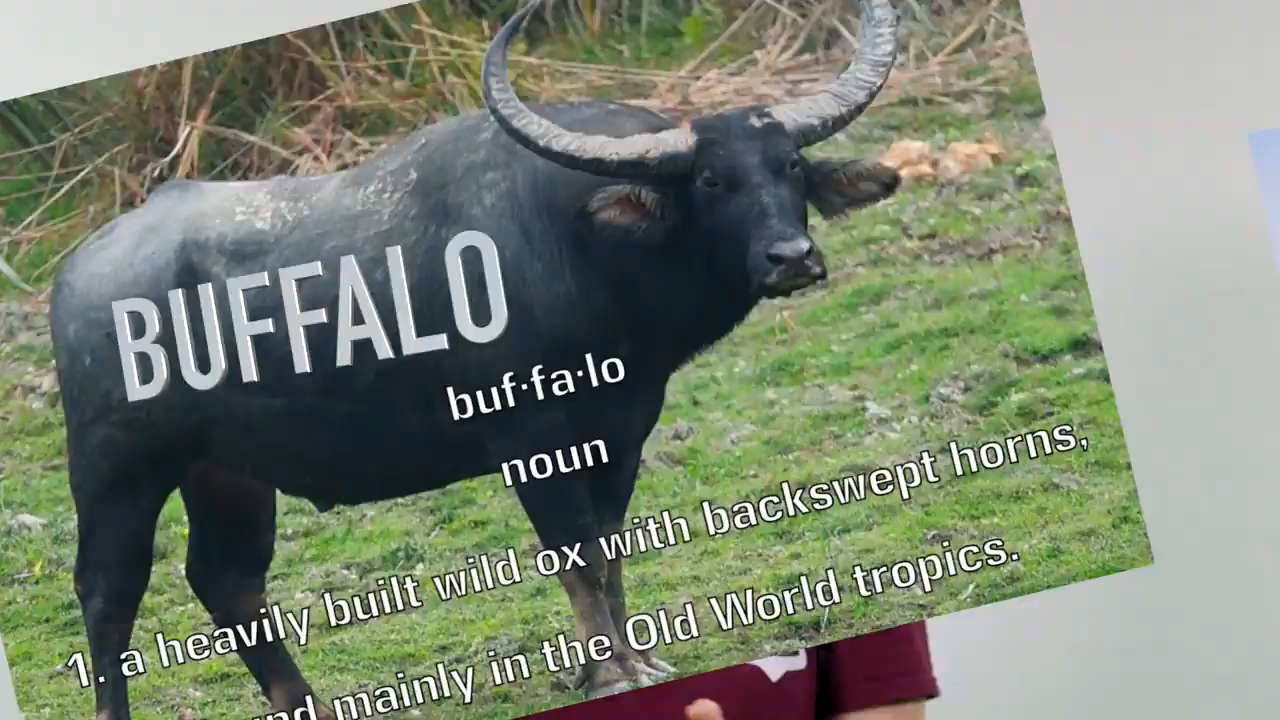 BUFFALO
buf·fa·lo
noun
1. a heavily built wild ox with backswept horns,
mainly in the Old World tropics.